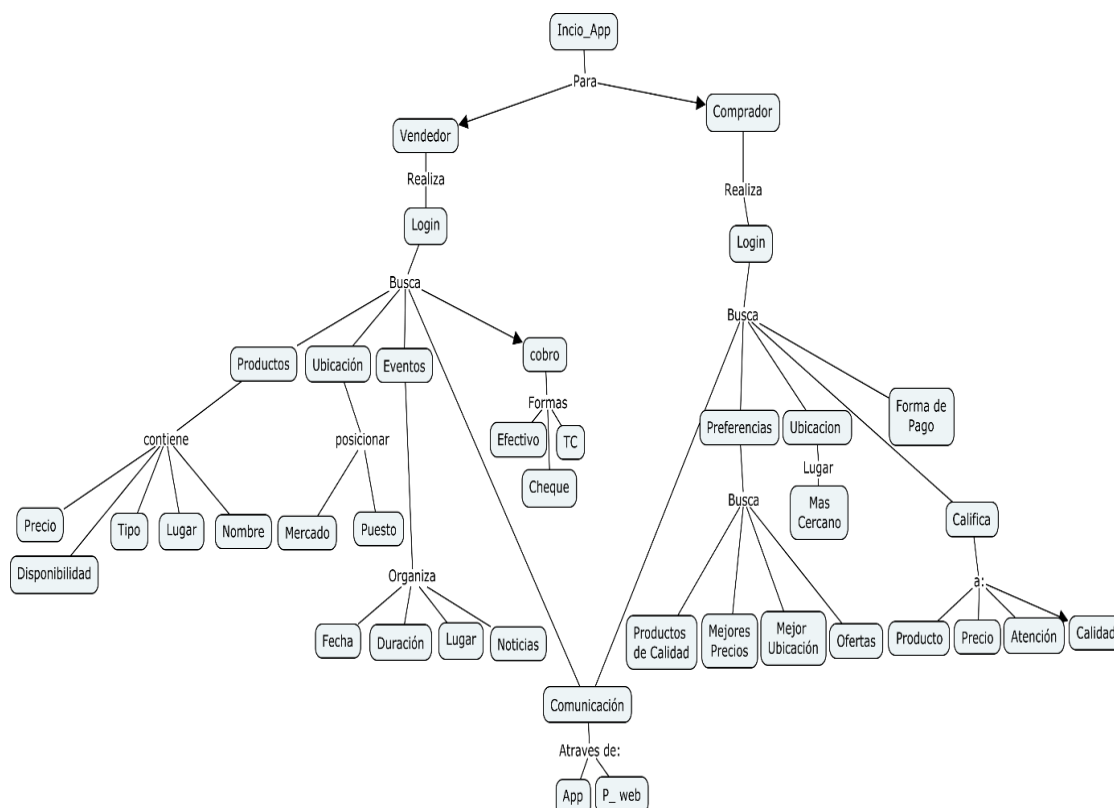 Incio_App
Para
Vendedor
Comprador
Realiza
Realiza
Login
Login
Busca
Busca
Productos
Ubicación
Eventos
cobro
Formas
Efectivo
TC
Cheque
Preferencias
Ubicacion
Forma de
Pago
contiene
posicionar
Lugar
Mas
Cercano
Busca
Califica
Precio
Disponibilidad
Tipo
Lugar
Nombre
Mercado
Puesto
Organiza
a:
Fecha
Duración
Lugar
Noticias
Productos
de Calidad
Mejores
Precios
Mejor
Ubicación
Ofertas
Producto
Precio
Atención
Calidad
Comunicación
Atraves de:
App
P_ web